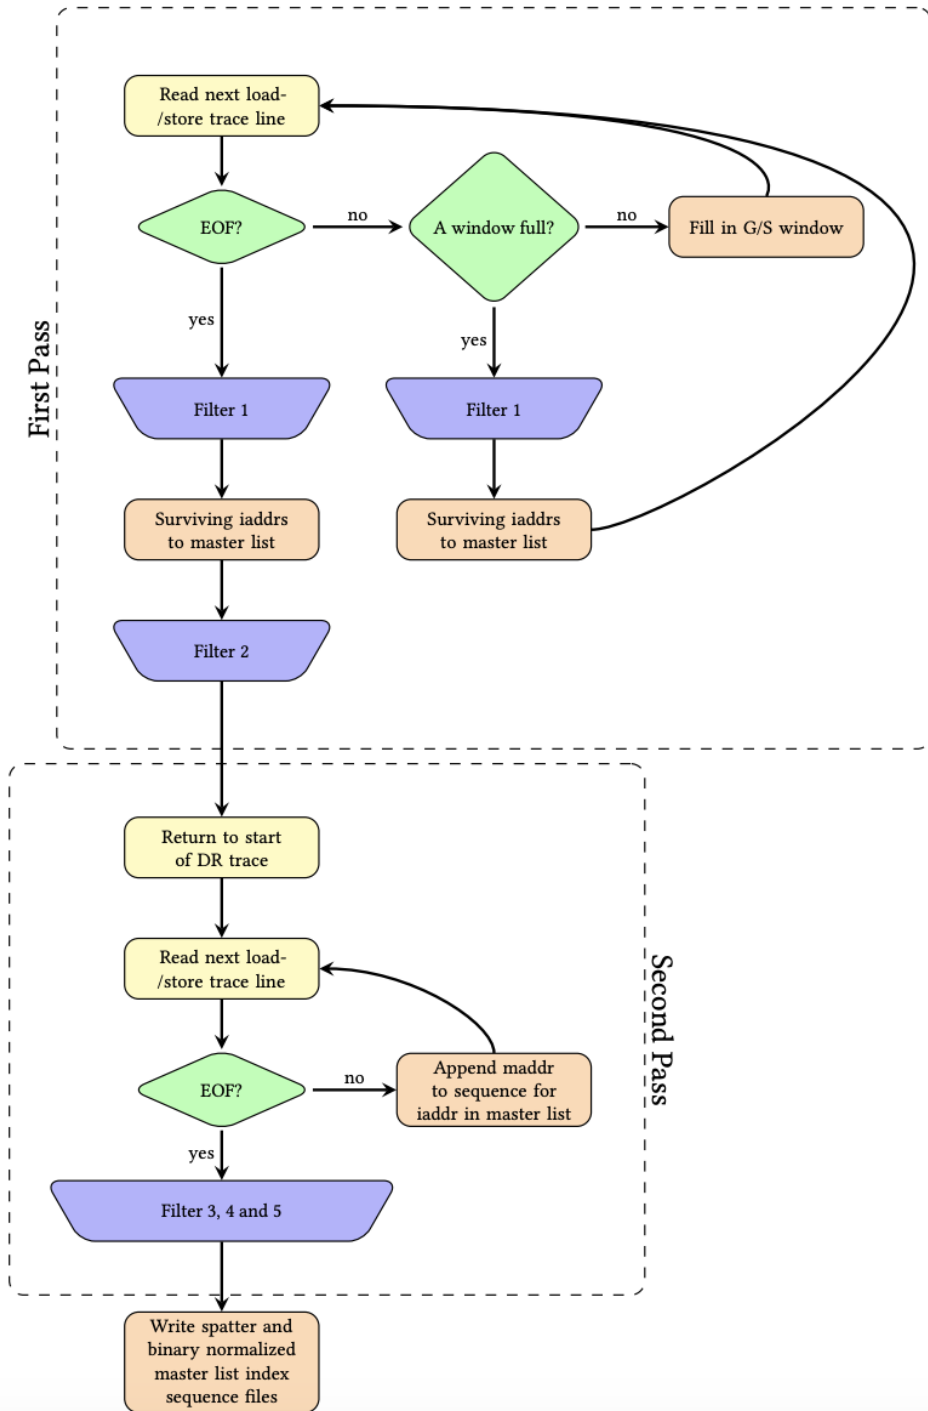 First Pass
Read next load-
/store trace line
EOF?
no
A window full?
no
Fill in G/S window
yes
yes
Filter 1
Filter 1
Surviving iaddrs
to master list
Surviving iaddrs
to master list
Filter 2
Second Pass
Return to start
of DR trace
Read next load-
/store trace line
EOF?
no
Append maddr
to sequence for
iaddr in master list
yes
Filter 3, 4 and 5
Write spatter and
binary normalized
master list index
sequence files